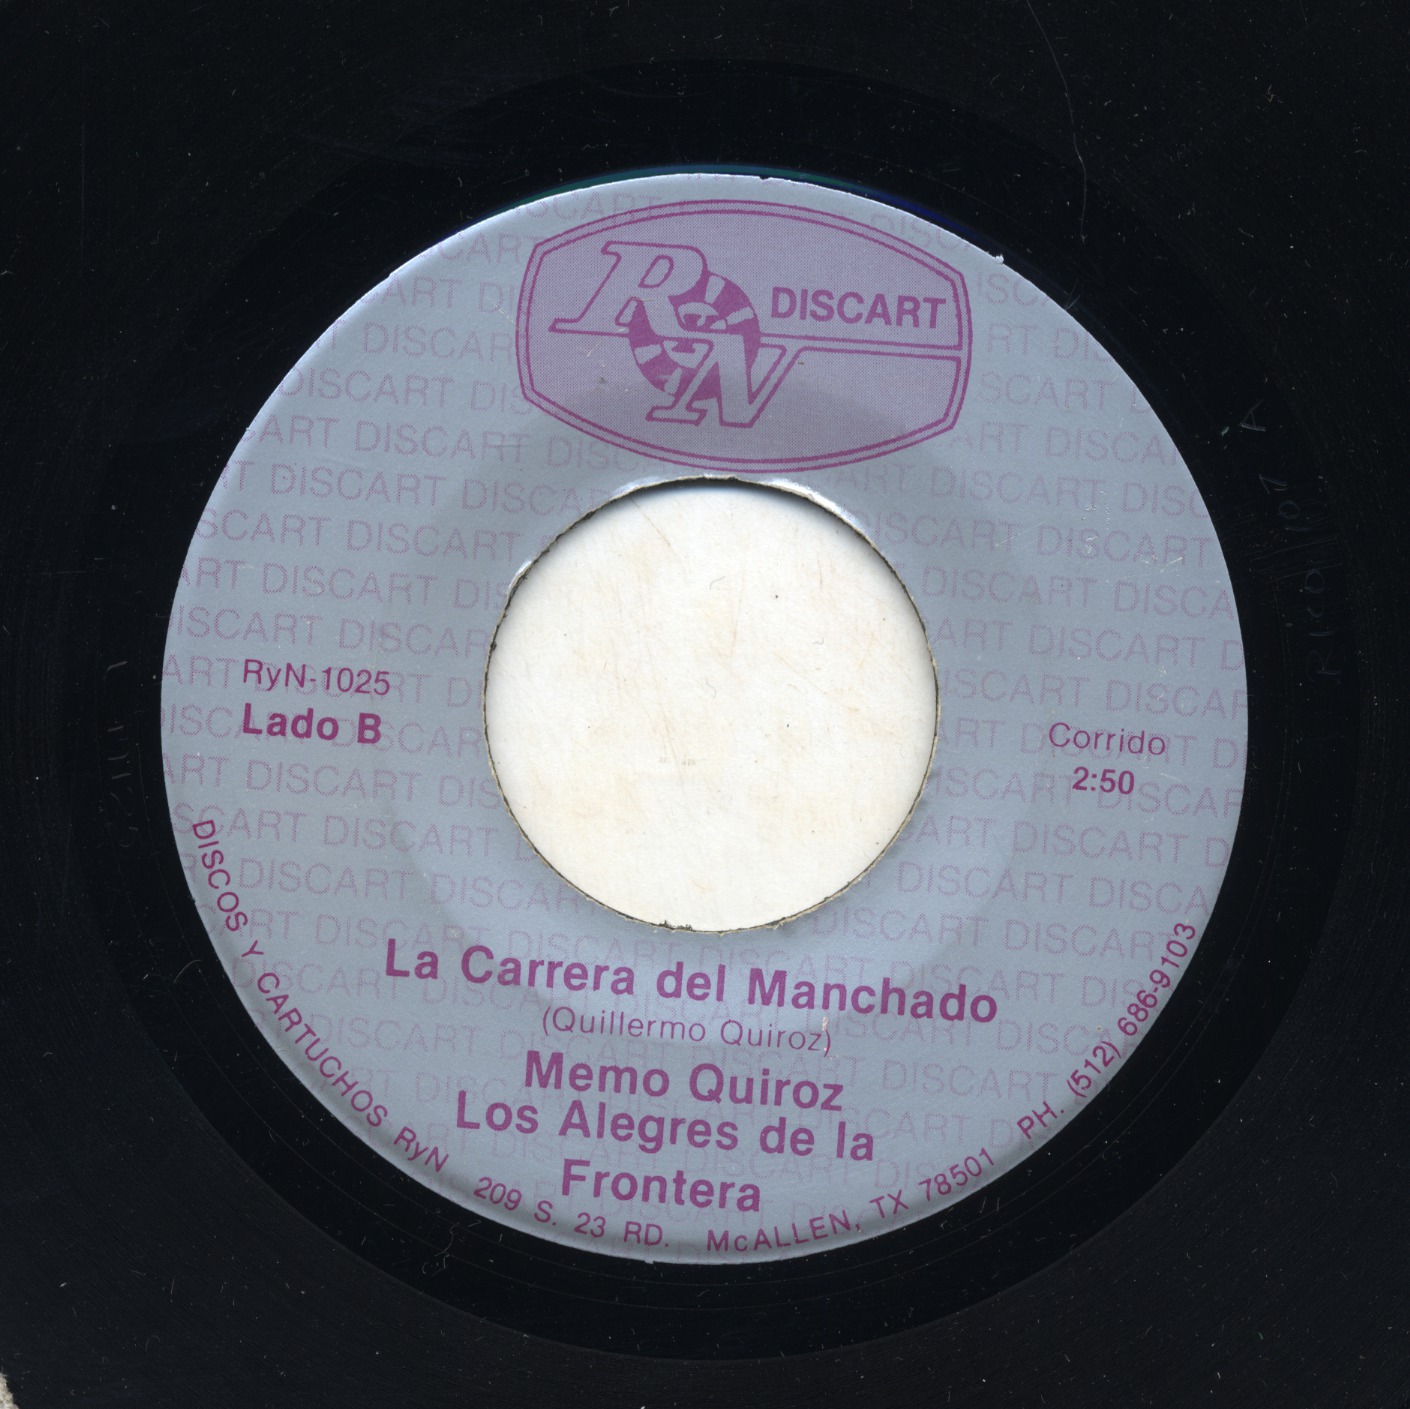 RyN DISCART
RyN-1025
Lado B
Corrido
2:50
La Carrera del Manchado
(Quillermo Quiroz)
Memo Quiroz
Los Alegres de la
Frontera
DISCOS Y CARTUCHOS RyN 209 S. 23 RD. McALLEN, TX 78501 PH. (512) 686-9103